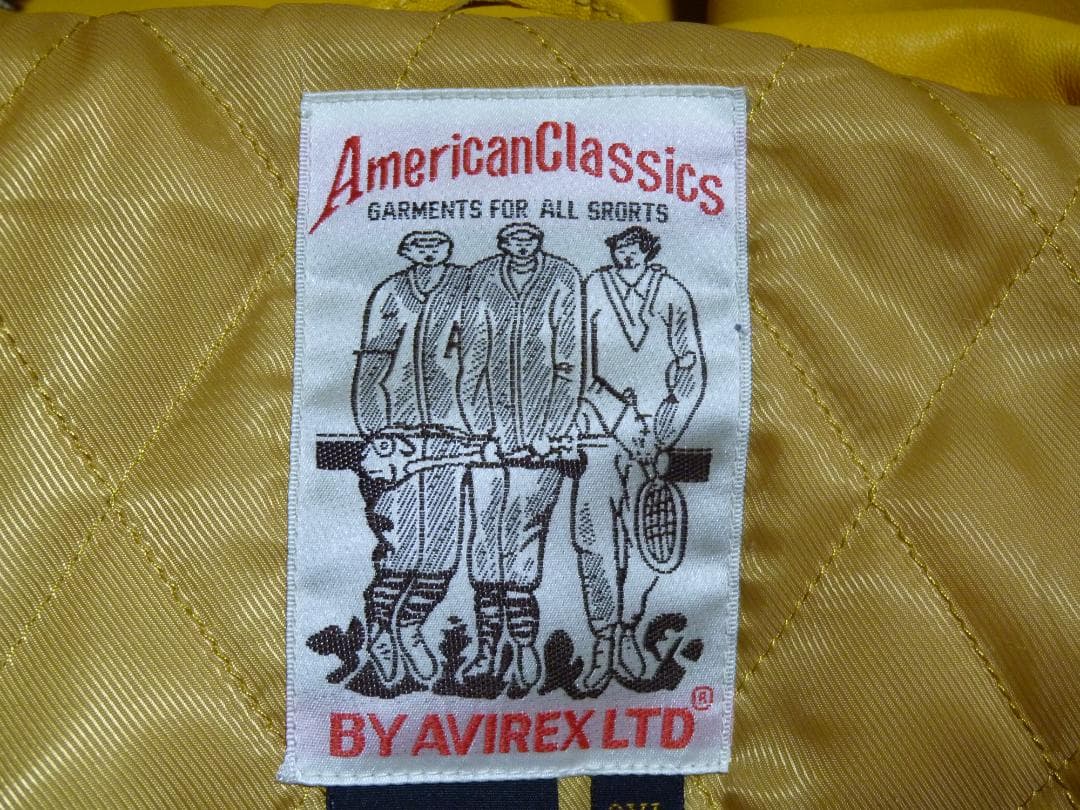 AmericanClassics
GARMENTS FOR ALL SRORTS
A
BY AVIREX LTD®